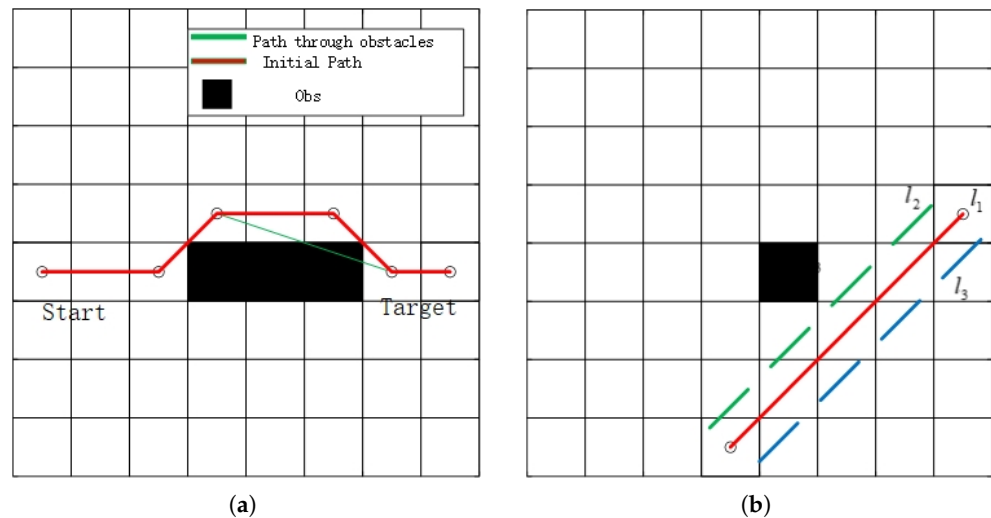 Path through obstacles
Initial Path
Obs
Start
Target
(a)
l₂
l₁
l₃
(b)